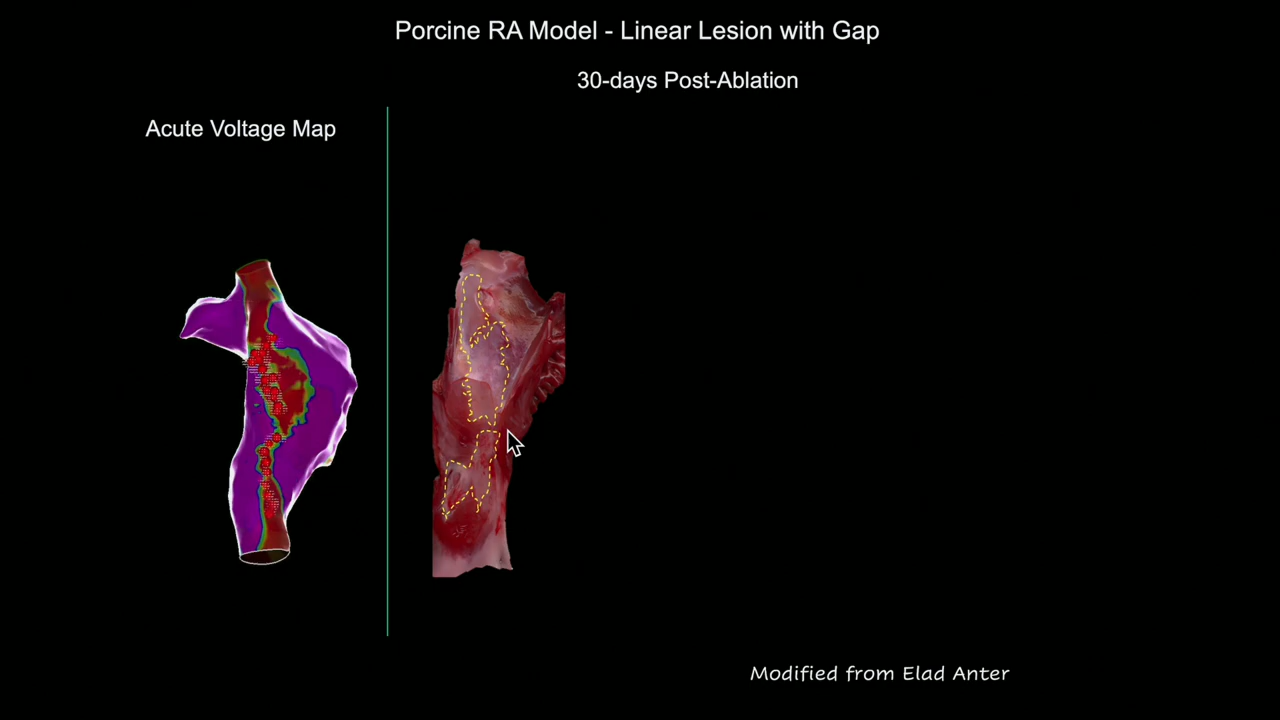 Porcine RA Model - Linear Lesion with Gap
30-days Post-Ablation
Acute Voltage Map
Modified from Elad Anter